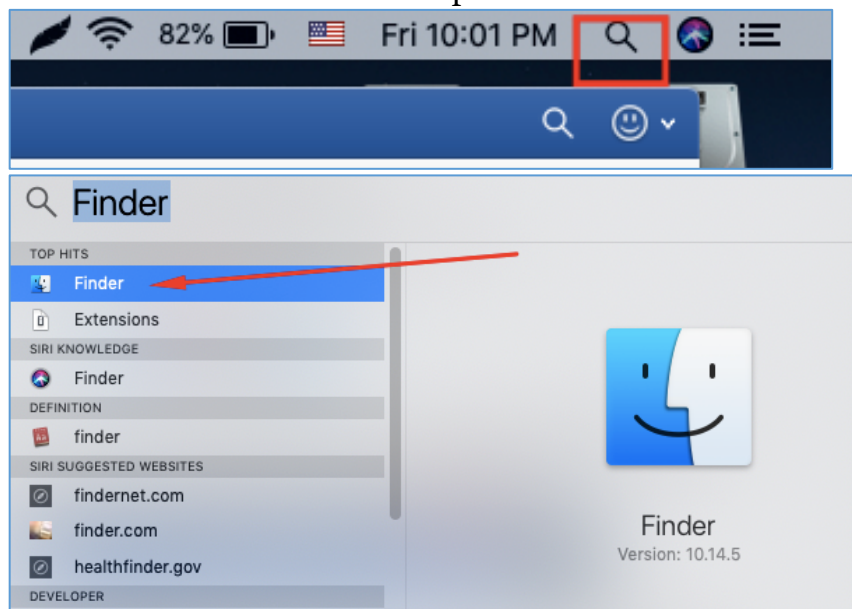 82% Fri 10:01 PM
Finder
TOP HITS
Finder
Extensions
SIRI KNOWLEDGE
Finder
DEFINITION
finder
SIRI SUGGESTED WEBSITES
findernet.com
finder.com
healthfinder.gov
DEVELOPER
Finder
Version: 10.14.5